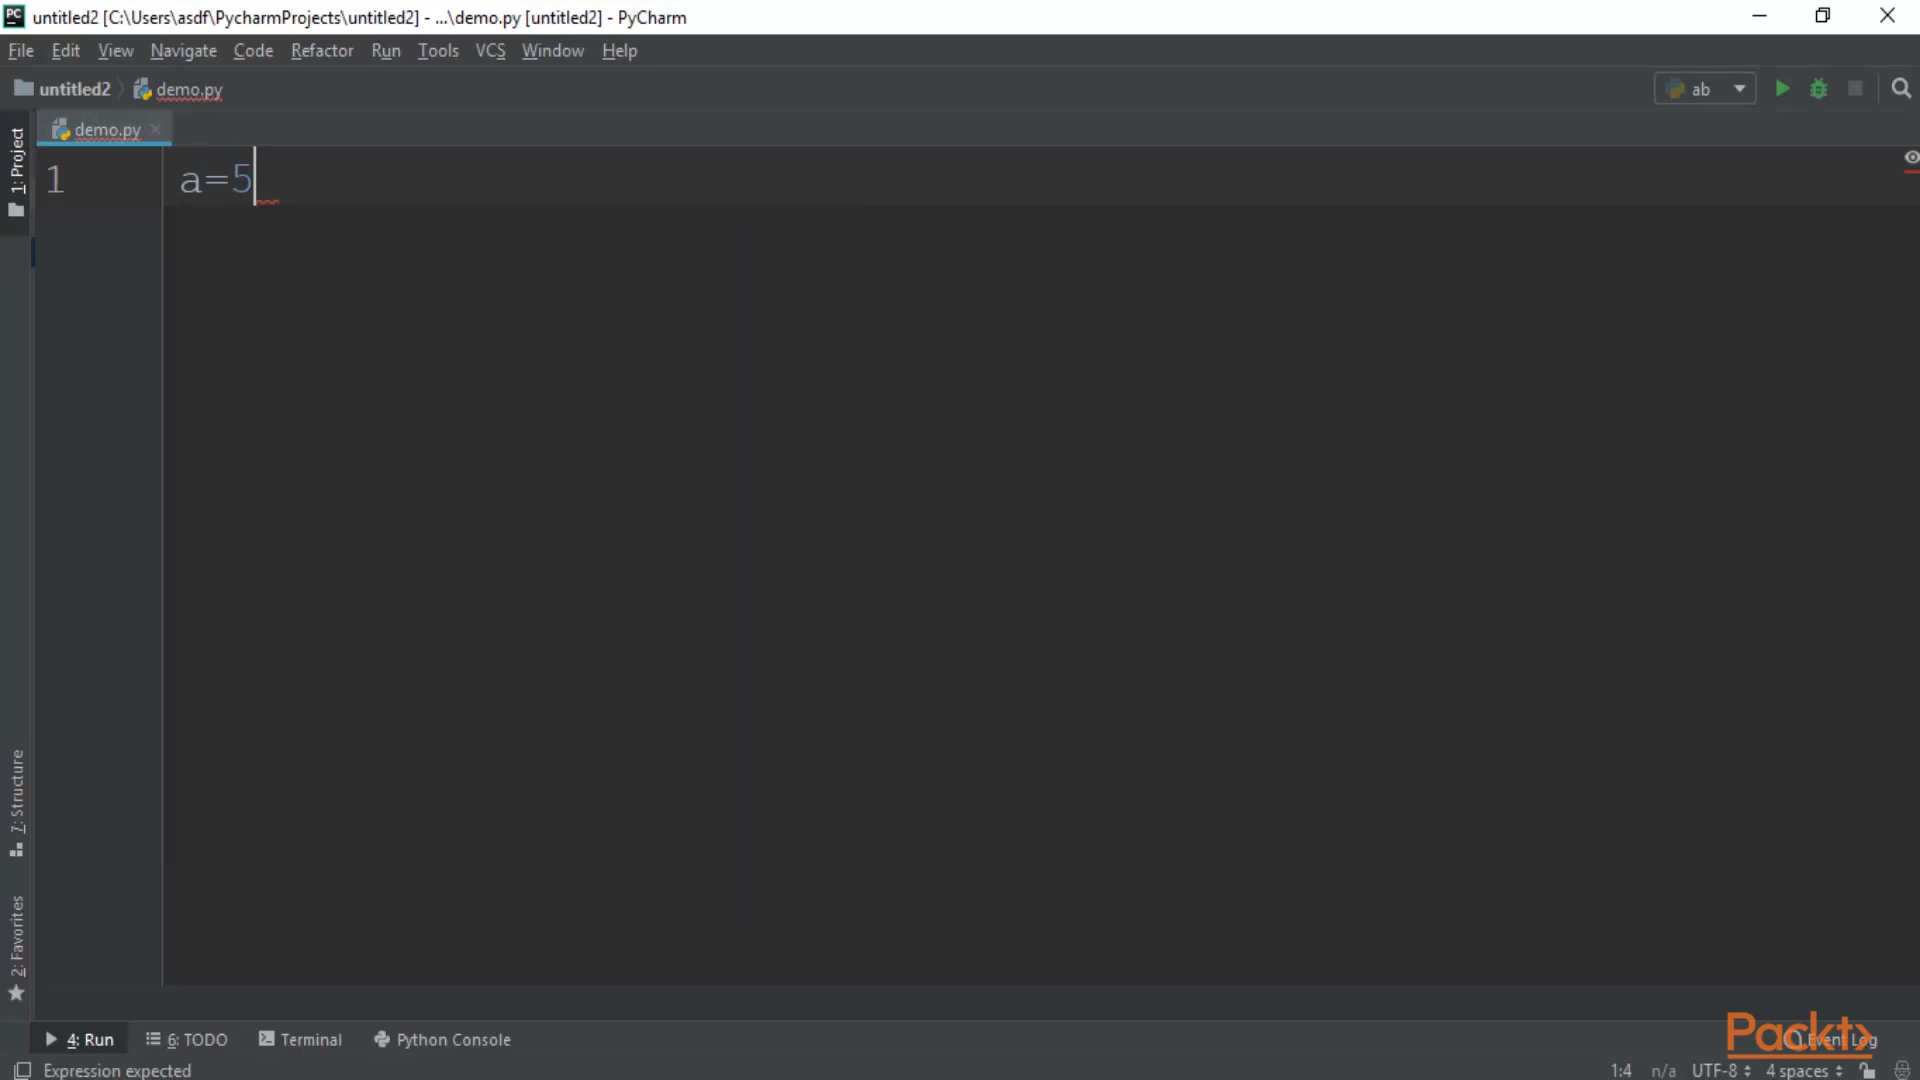 untitled2 [C:\Users\asdf\PycharmProjects\untitled2] - ...\demo.py [untitled2] - PyCharm
File Edit View Navigate Code Refactor Run Tools VCS Window Help
untitled2 demo.py ab
demo.py
1: Project
1 a=5
7: Structure
2: Favorites
4: Run 6: TODO Terminal Python Console Event Log
Packt
Expression expected 1:4 n/a UTF-8 4 spaces